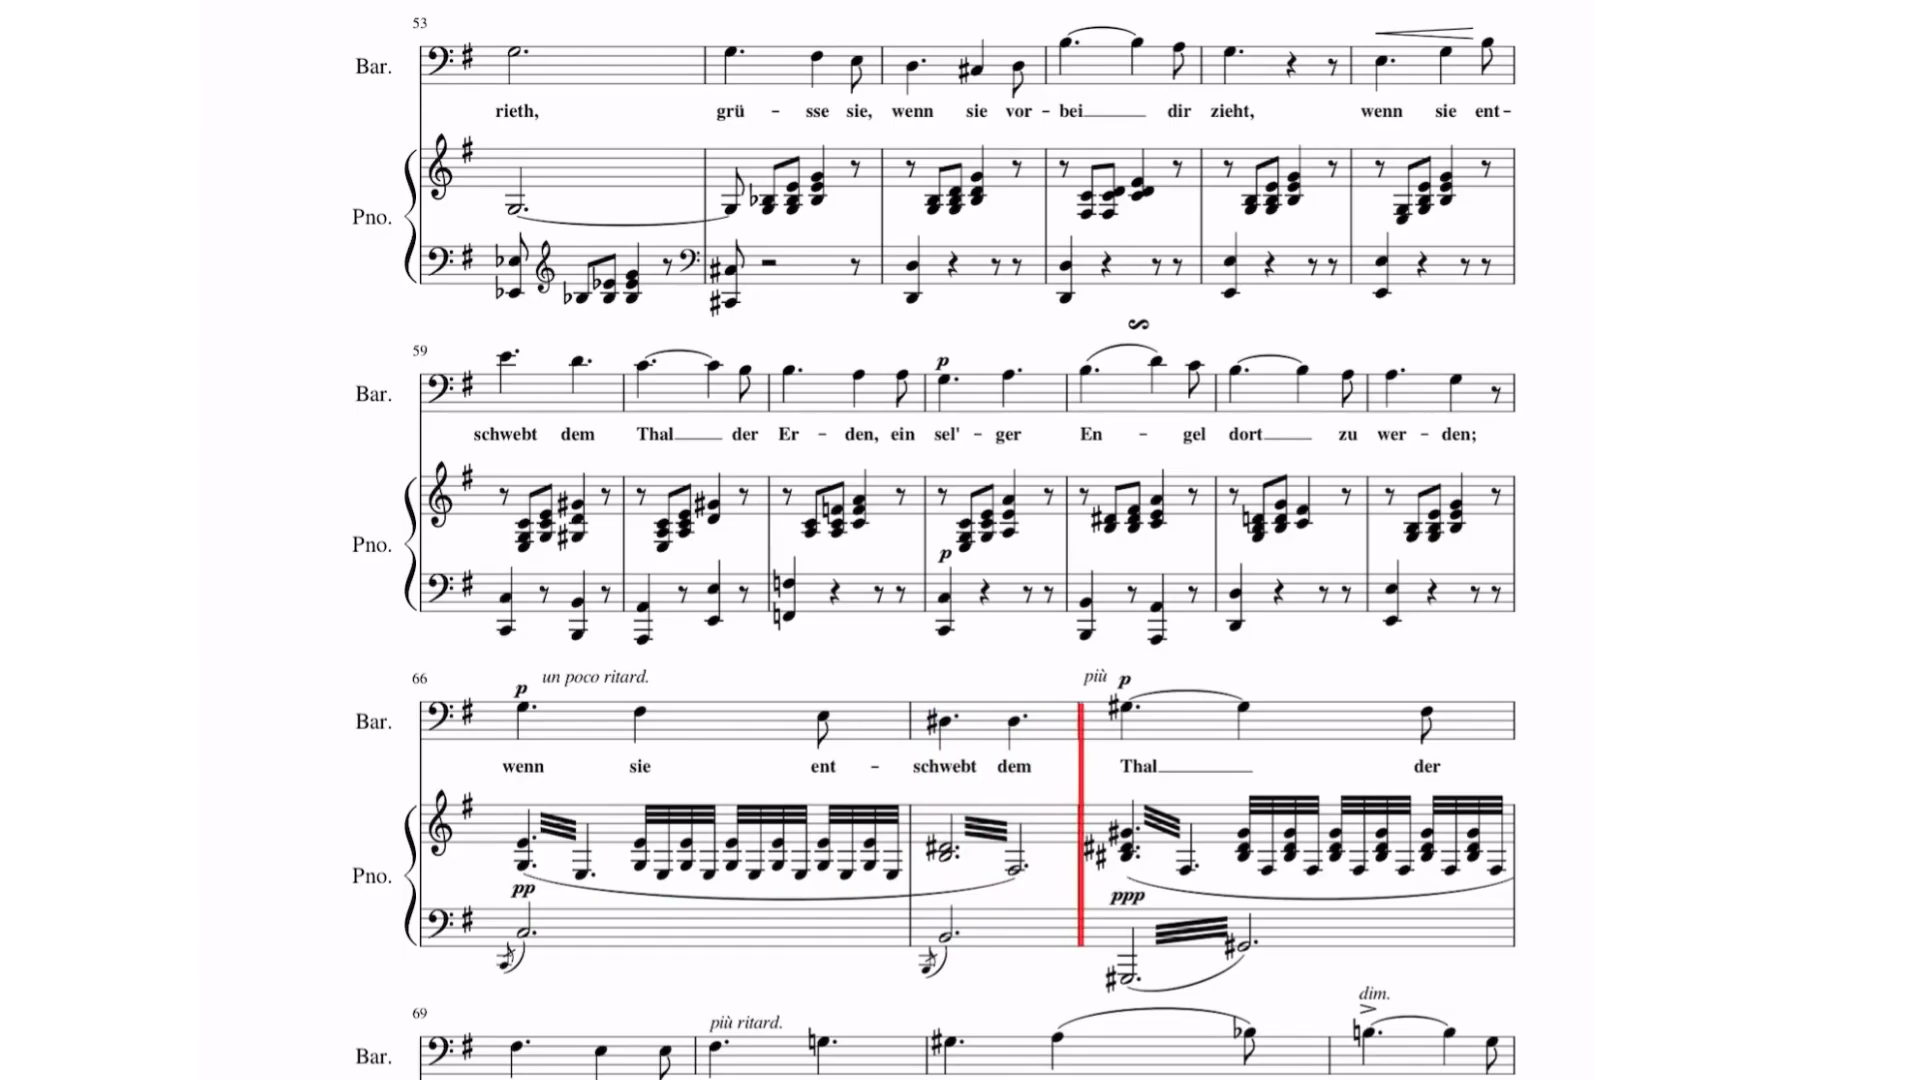 53
Bar.
rieth, grü - sse sie, wenn sie vor - bei dir zieht, wenn sie ent -
Pno.
59
Bar.
p
schwebt dem Thal der Er - den, ein sel' - ger En - gel dort zu wer - den;
Pno.
p
66
p un poco ritard. più p
Bar.
wenn sie ent - schwebt dem Thal der
Pno.
pp ppp
69
più ritard. dim.
Bar.